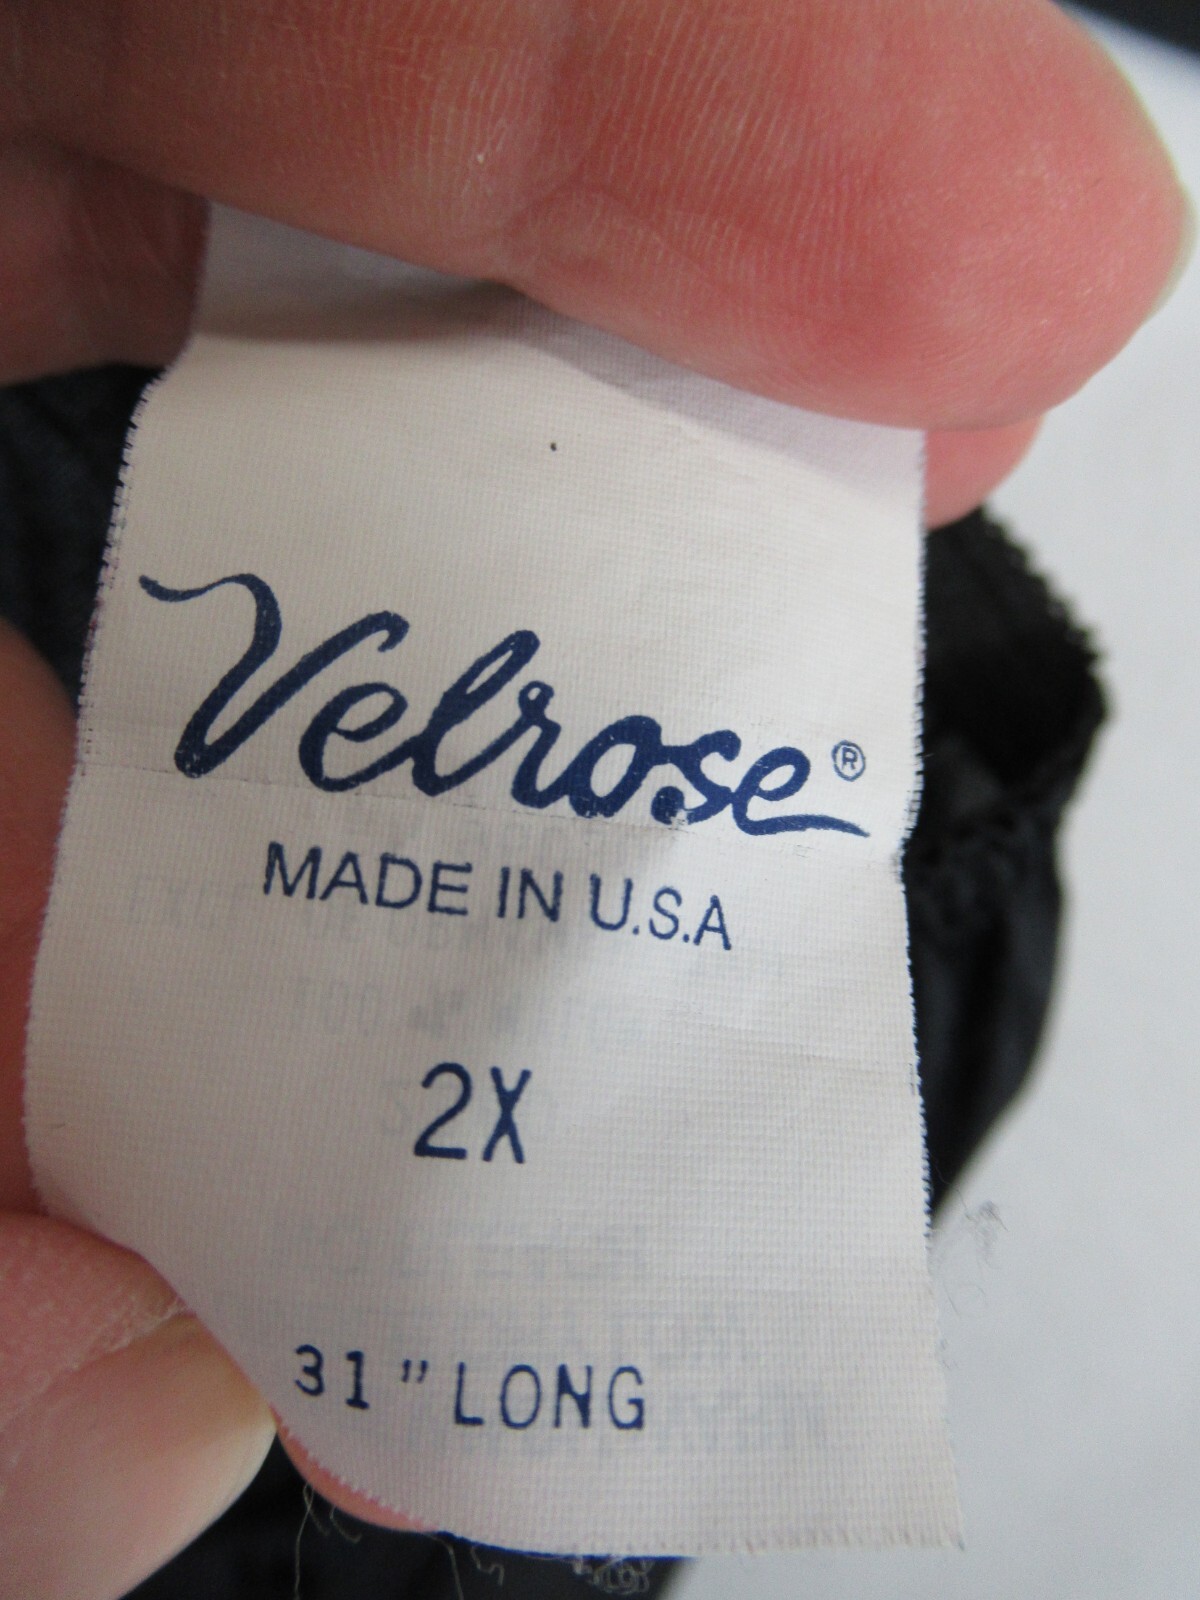 Velrose®
MADE IN U.S.A
2X
31" LONG